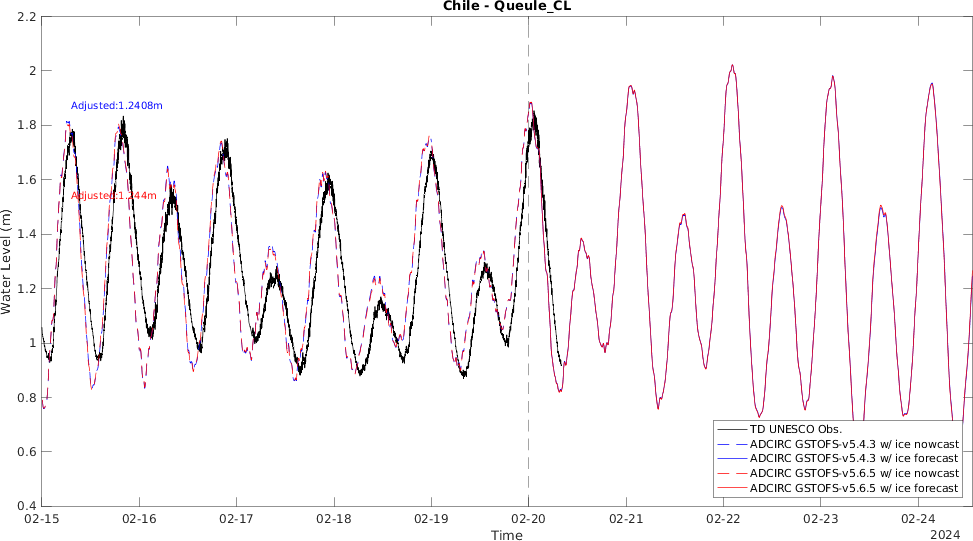 Chile - Queule_CL
2.2
2
1.8
1.6
1.4
1.2
1
0.8
0.6
0.4
Water Level (m)
Adjusted:1.2408m
Adjusted:1.244m
TD UNESCO Obs.
ADCIRC GSTOFS-v5.4.3 w/ ice nowcast
ADCIRC GSTOFS-v5.4.3 w/ ice forecast
ADCIRC GSTOFS-v5.6.5 w/ ice nowcast
ADCIRC GSTOFS-v5.6.5 w/ ice forecast
02-15 02-16 02-17 02-18 02-19 02-20 02-21 02-22 02-23 02-24
Time
2024